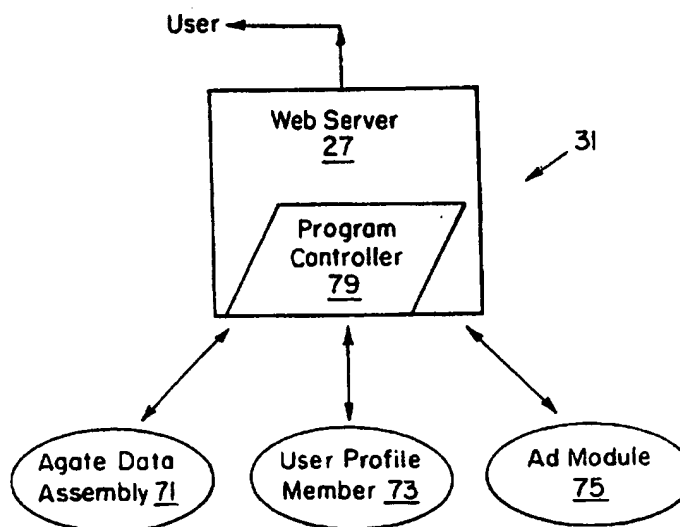 User
Web Server
27
31
Program
Controller
79
Agate Data
Assembly 71
User Profile
Member 73
Ad Module
75